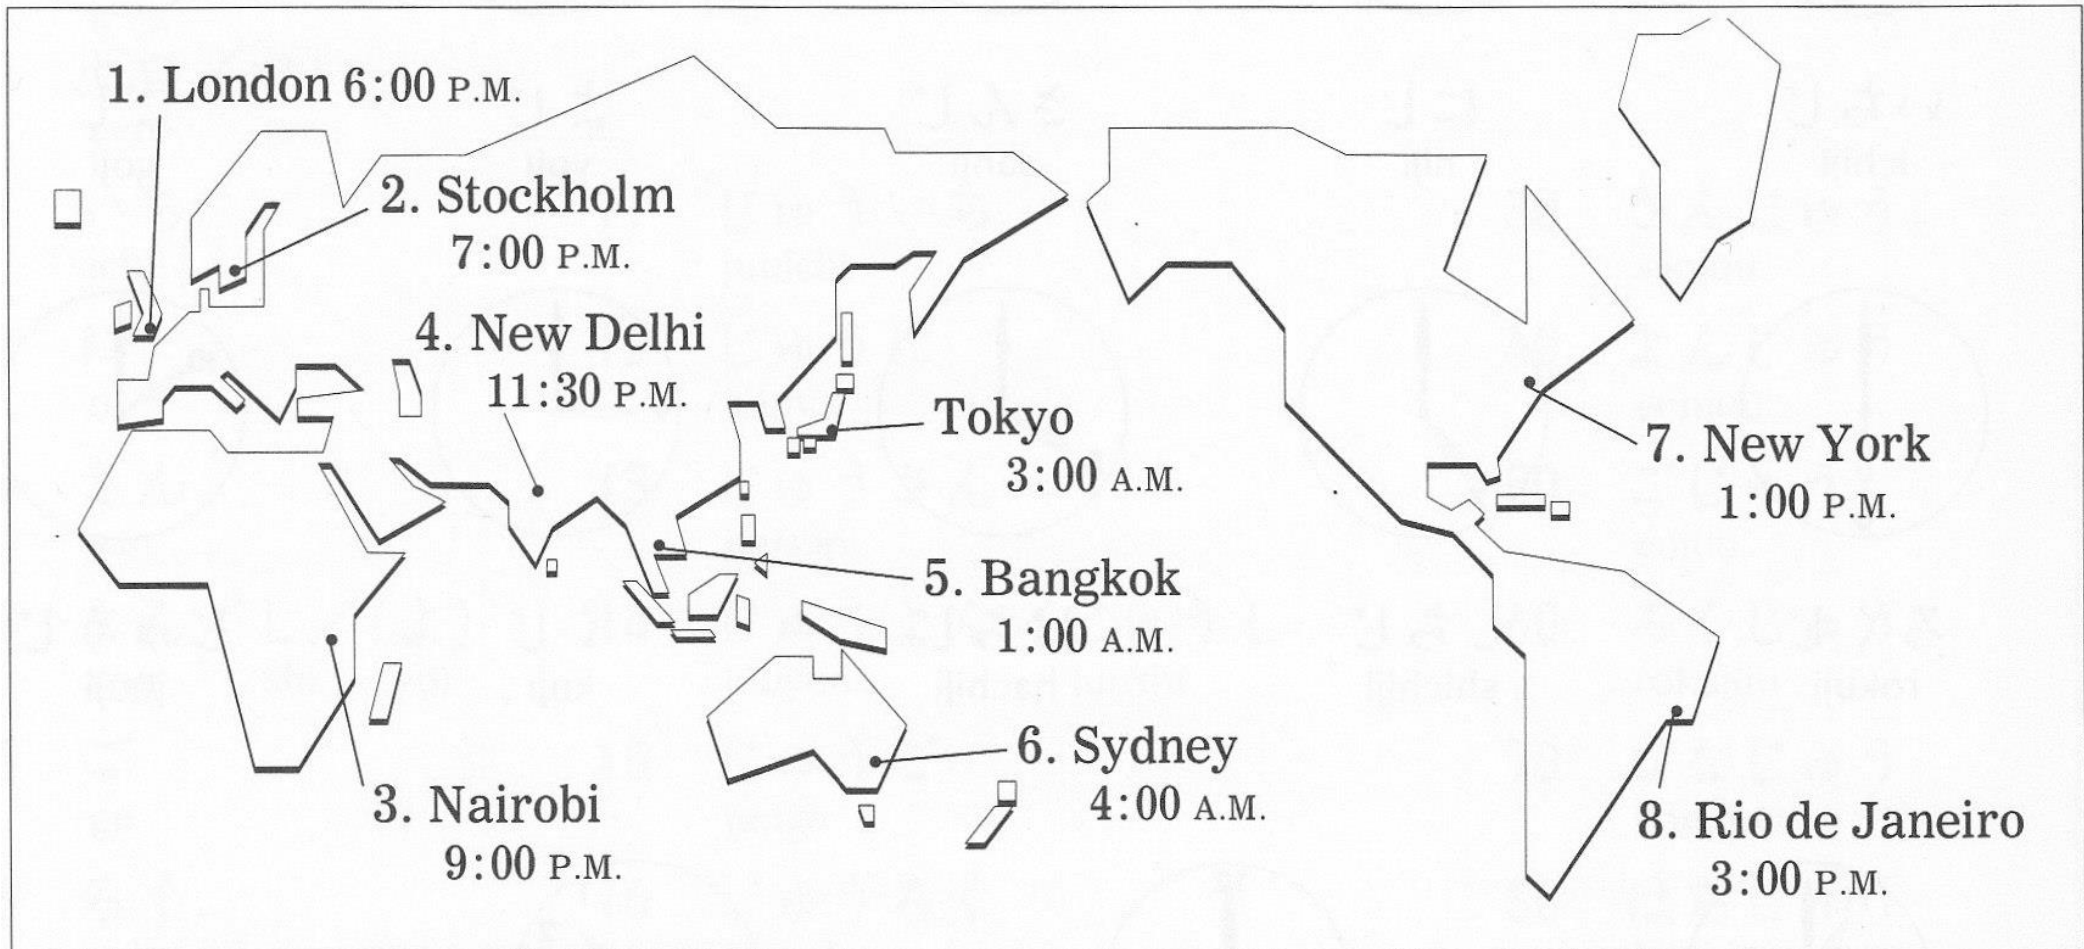 1. London 6:00 P.M.
2. Stockholm
7:00 P.M.
4. New Delhi
11:30 P.M.
Tokyo
3:00 A.M.
7. New York
1:00 P.M.
5. Bangkok
1:00 A.M.
6. Sydney
4:00 A.M.
3. Nairobi
9:00 P.M.
8. Rio de Janeiro
3:00 P.M.